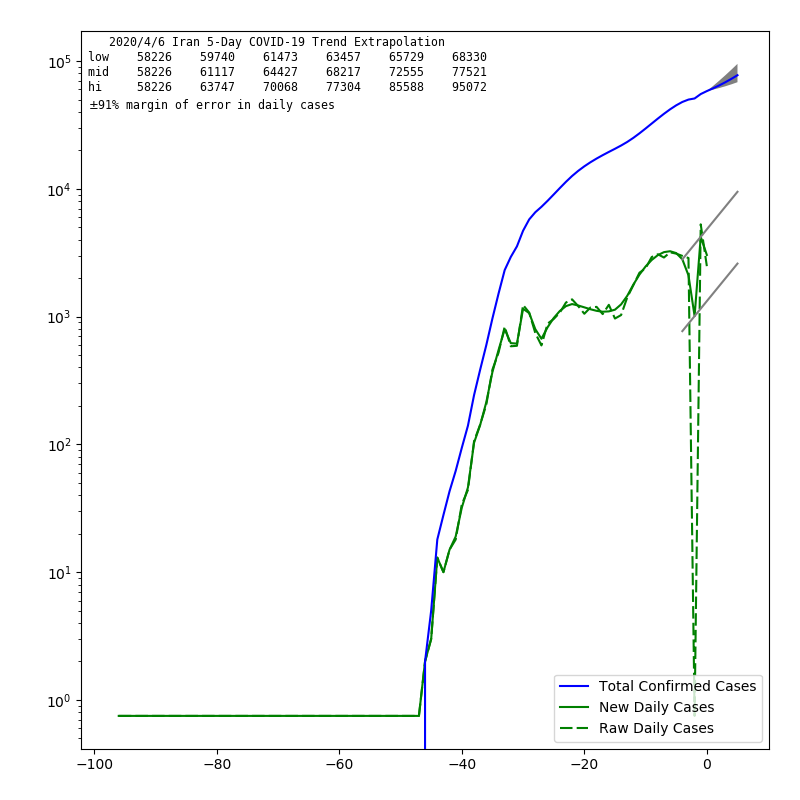 2020/4/6 Iran 5-Day COVID-19 Trend Extrapolation
low 58226 59740 61473 63457 65729 68330
mid 58226 61117 64427 68217 72555 77521
hi 58226 63747 70068 77304 85588 95072
±91% margin of error in daily cases
10⁵
10⁴
10³
10²
10¹
10⁰
Total Confirmed Cases
New Daily Cases
Raw Daily Cases
−100 −80 −60 −40 −20 0